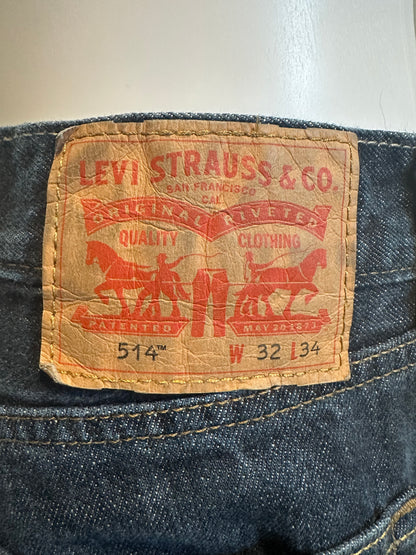 LEVI STRAUSS & CO.
SAN FRANCISCO
CAL
ORIGINAL RIVETED
QUALITY CLOTHING
PATENTED MAY 20 1873
514™ W 32 L 34